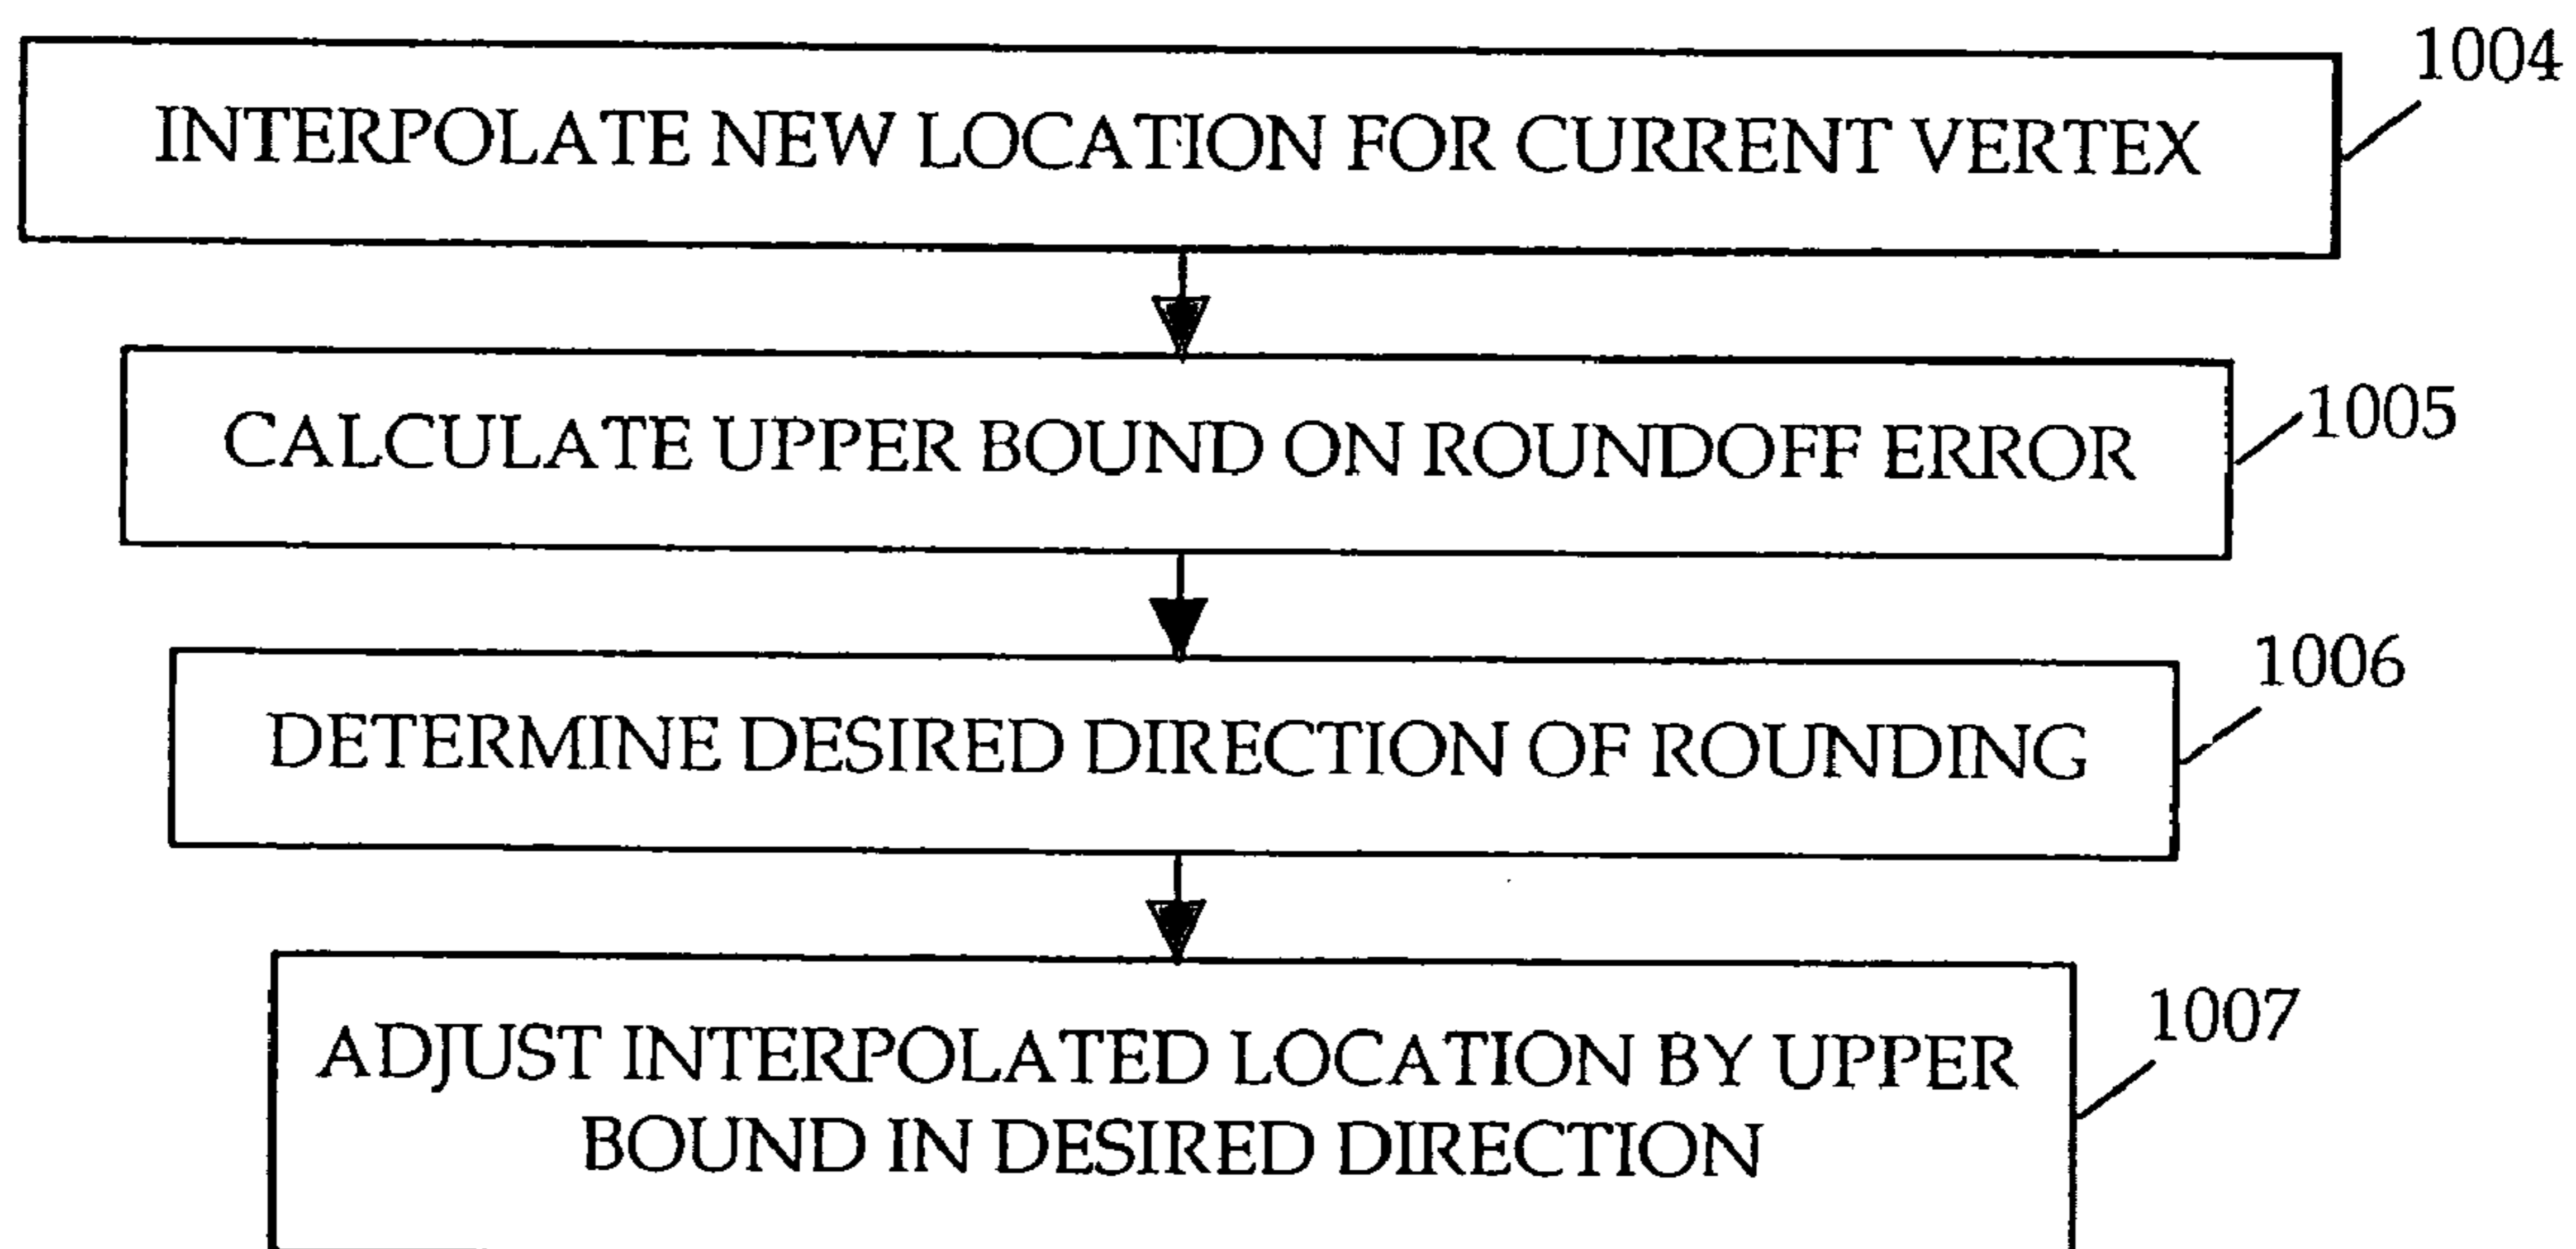 1004
INTERPOLATE NEW LOCATION FOR CURRENT VERTEX
1005
CALCULATE UPPER BOUND ON ROUNDOFF ERROR
1006
DETERMINE DESIRED DIRECTION OF ROUNDING
1007
ADJUST INTERPOLATED LOCATION BY UPPER
BOUND IN DESIRED DIRECTION